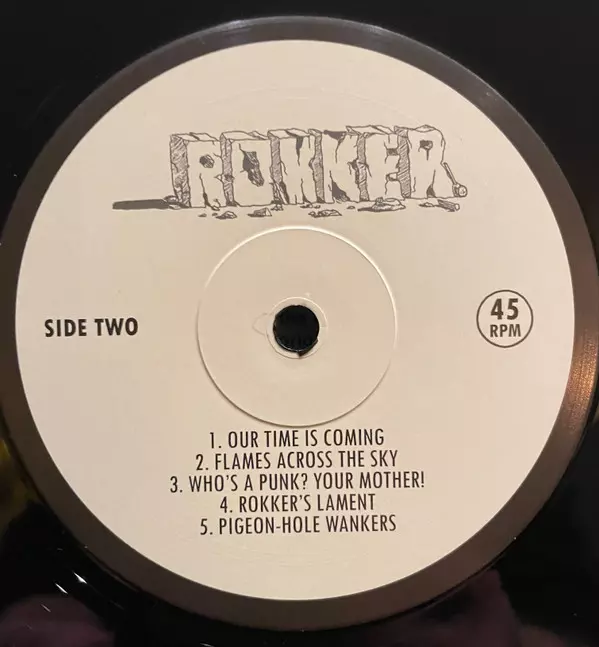 ROKKER
SIDE TWO
45
RPM
1. OUR TIME IS COMING
2. FLAMES ACROSS THE SKY
3. WHO'S A PUNK? YOUR MOTHER!
4. ROKKER'S LAMENT
5. PIGEON-HOLE WANKERS